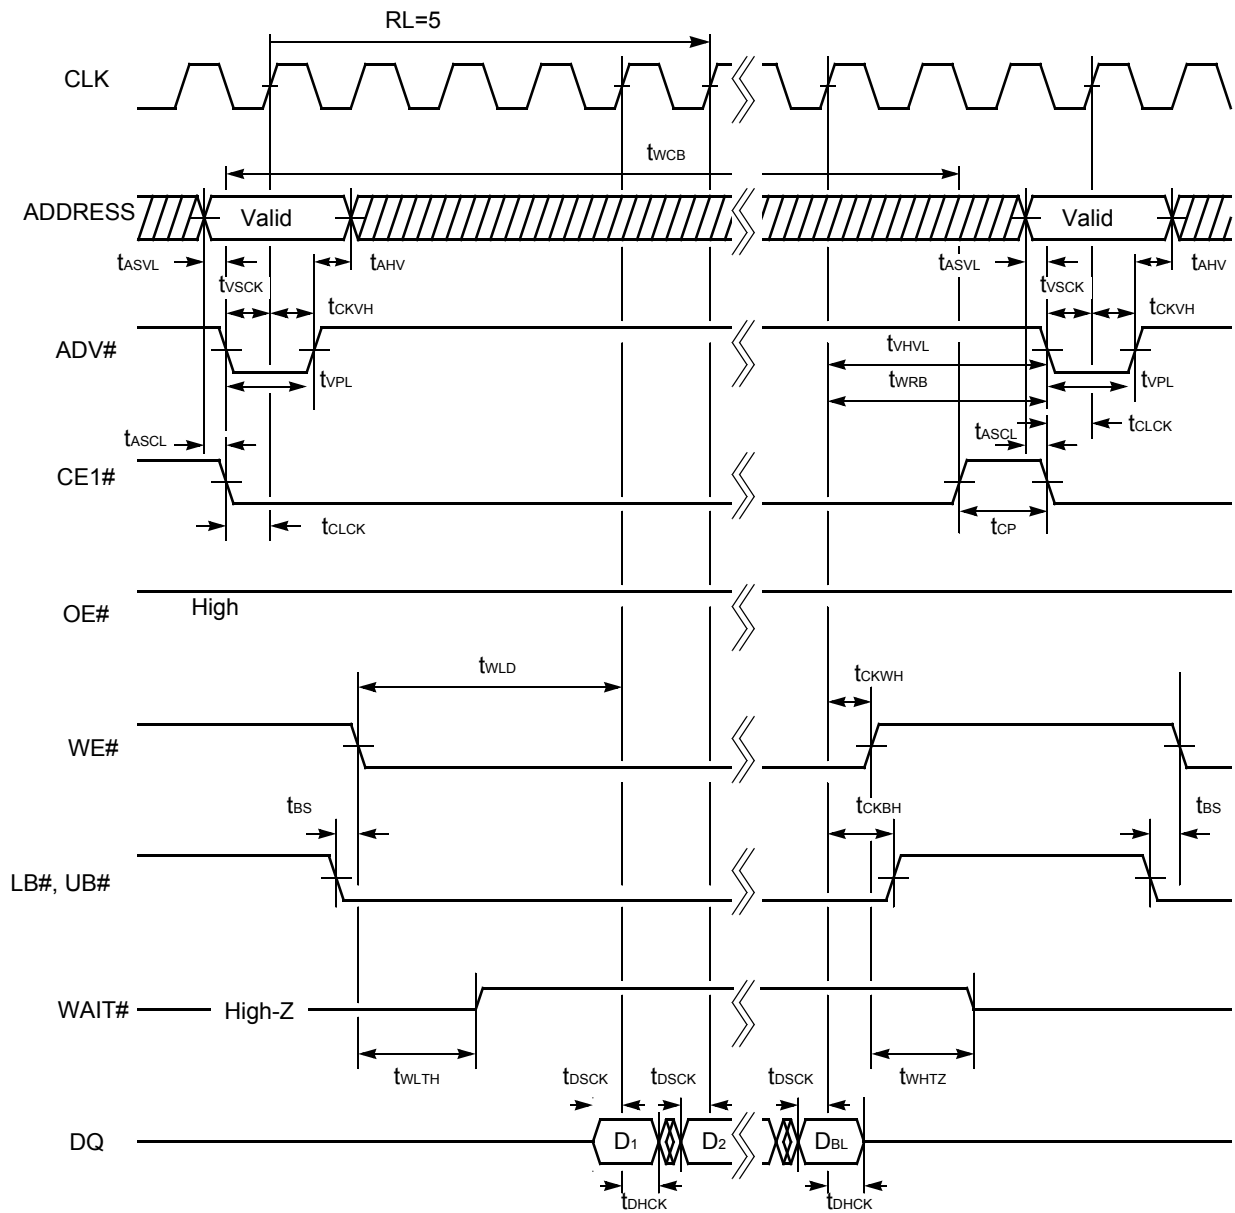 RL=5
CLK
tWCB
ADDRESS Valid Valid
tASVL tAHV tASVL tAHV
tVSCK tVSCK
tCKVH tCKVH
ADV# tVHVL
tVPL tWRB tVPL
tASCL tASCL tCLCK
CE1#
tCLCK tCP
OE# High
tWLD tCKWH
WE#
tBS tCKBH tBS
LB#, UB#
WAIT# High-Z
tWLTH tDSCK tDSCK tDSCK tWHTZ
DQ D1 D2 DBL
tDHCK tDHCK